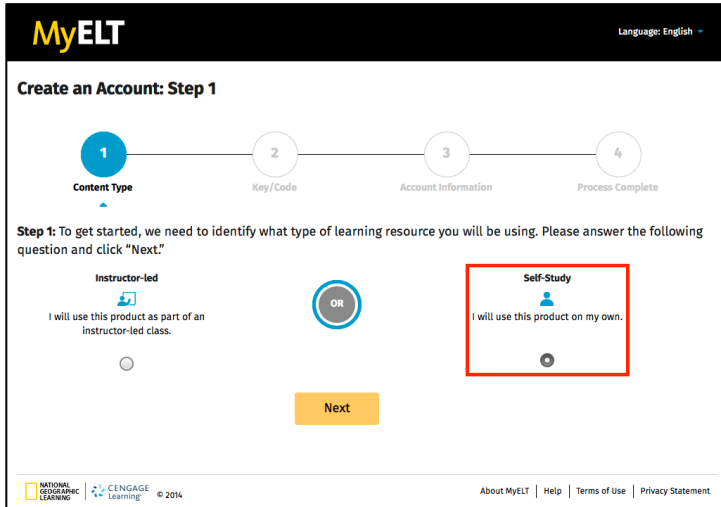 MyELT
Language: English
Create an Account: Step 1
1
2
3
4
Content Type
Key/Code
Account Information
Process Complete
Step 1: To get started, we need to identify what type of learning resource you will be using. Please answer the following
question and click “Next.”
Instructor-led
I will use this product as part of an
instructor-led class.
OR
Self-Study
I will use this product on my own.
Next
NATIONAL
GEOGRAPHIC
LEARNING
CENGAGE
Learning·
© 2014
About MyELT | Help | Terms of Use | Privacy Statement